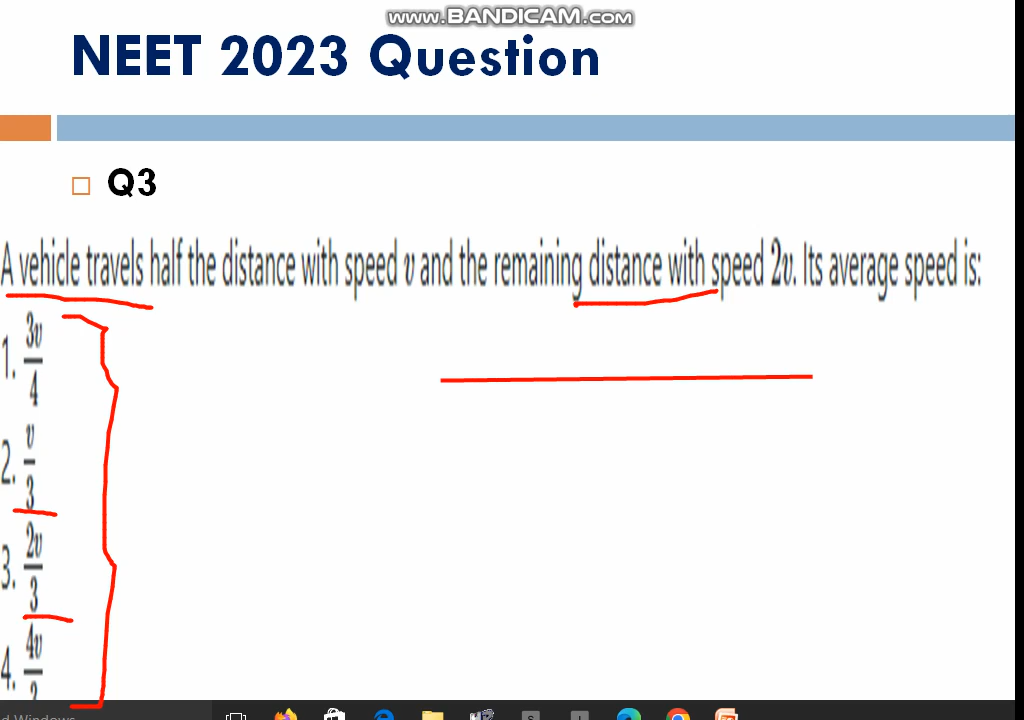 www.BANDICAM.com
NEET 2023 Question
Q3
A vehicle travels half the distance with speed v and the remaining distance with speed 2v. Its average speed is:
1. 3v/4
2. v/3
3. 2v/3
4. 4v/
d Windows